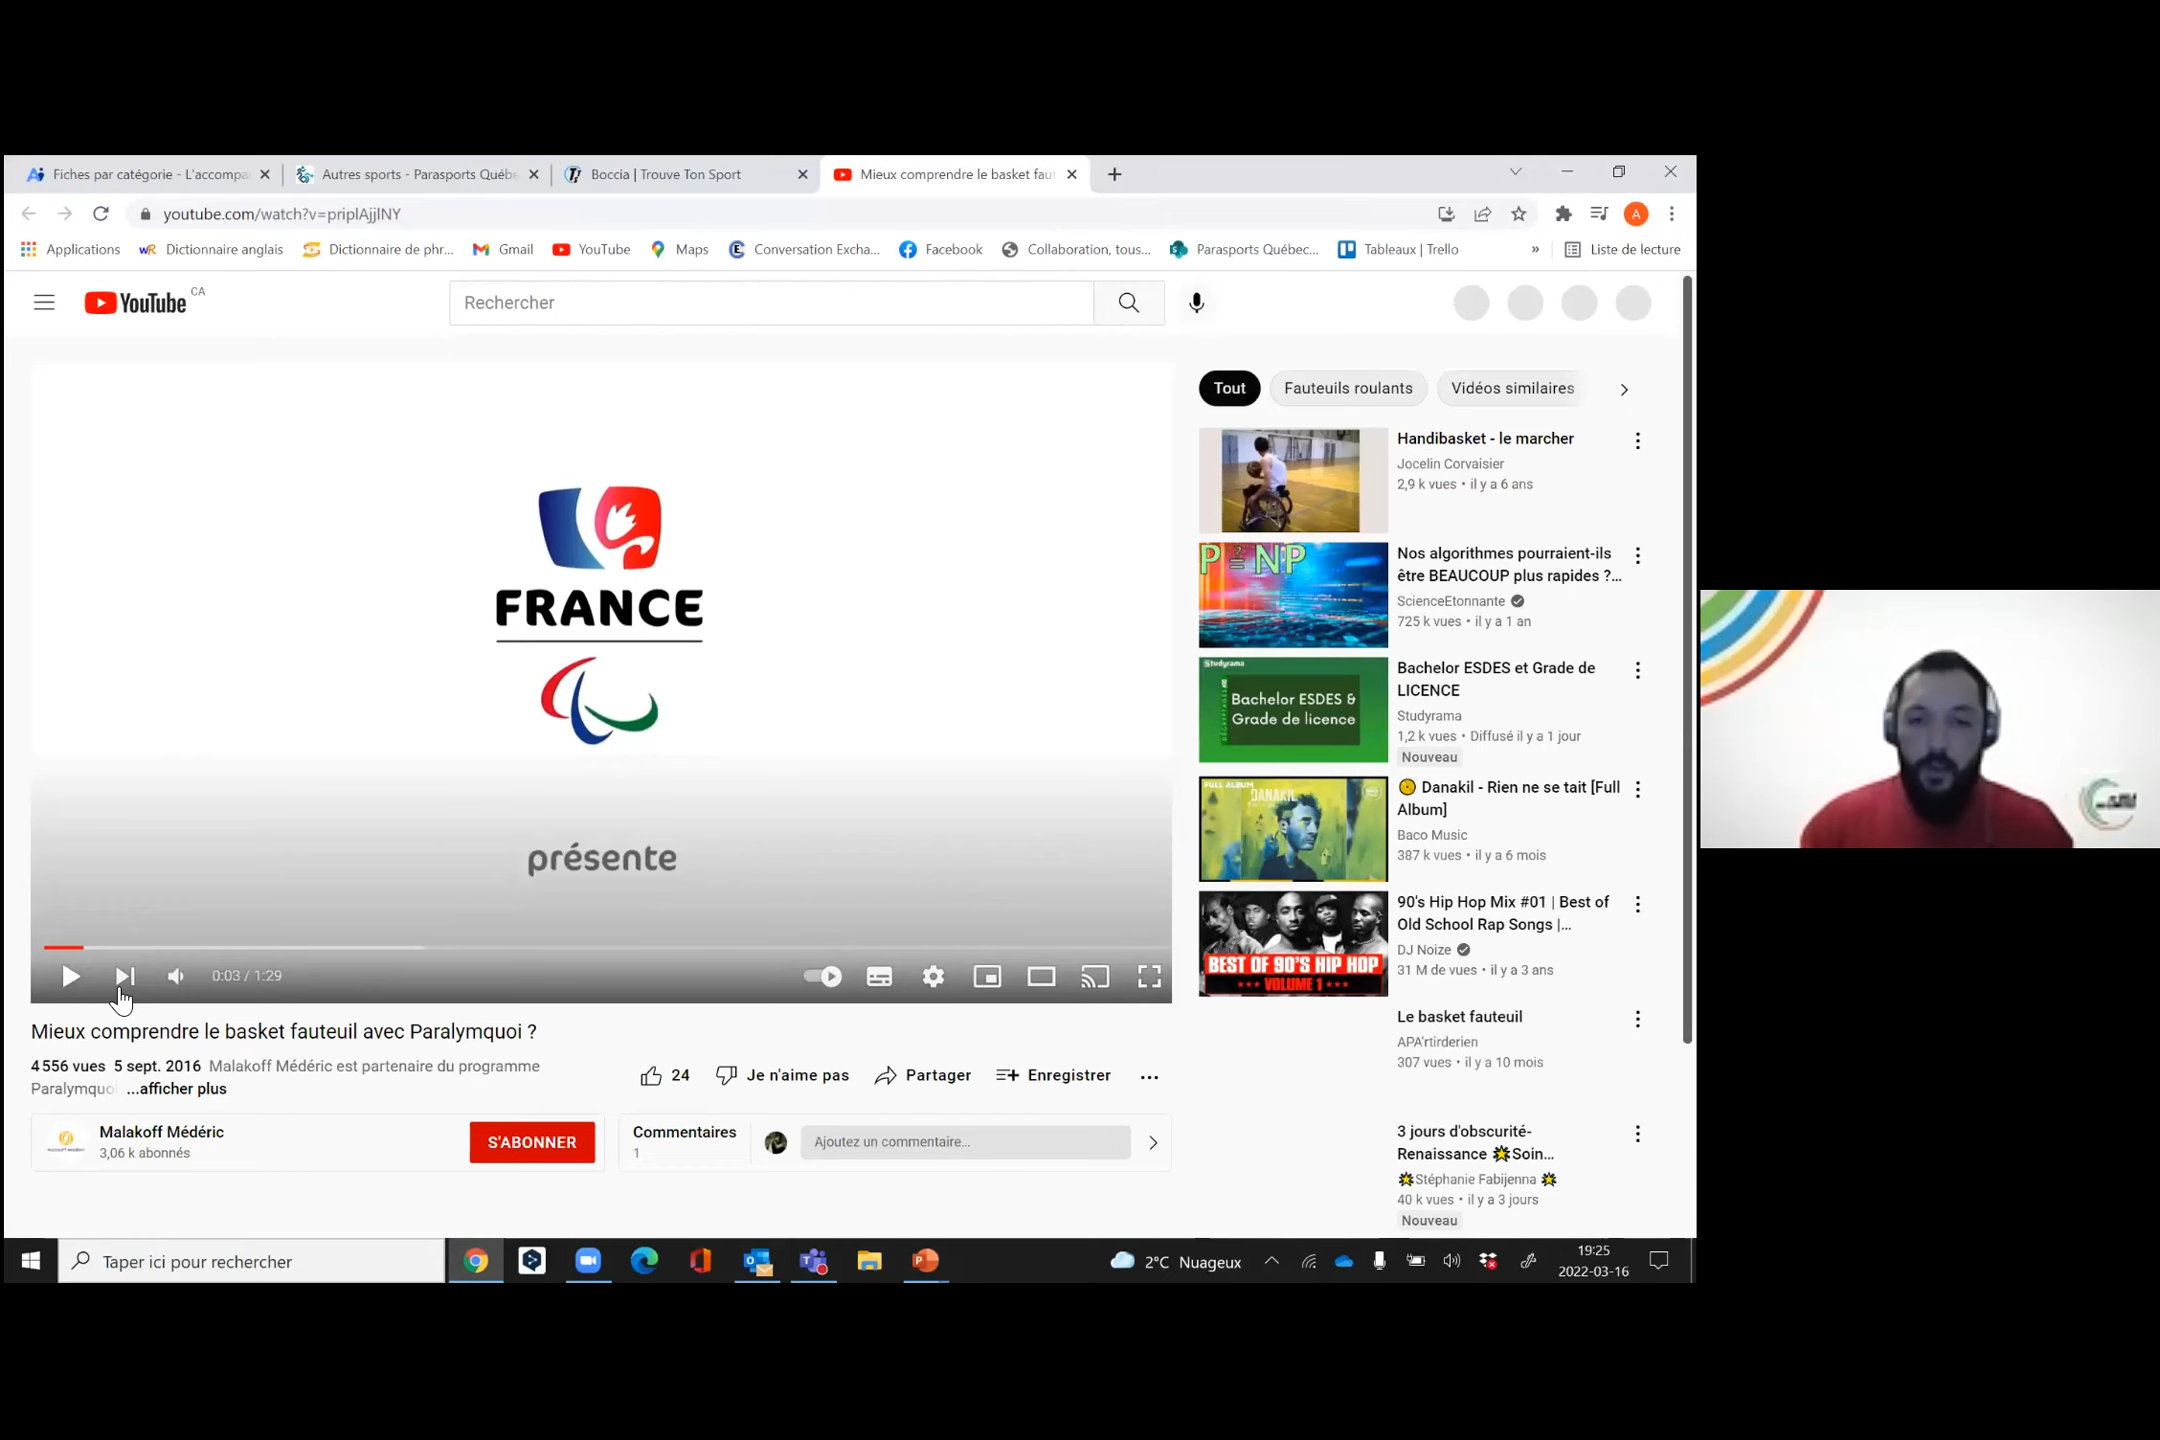 Fiches par catégorie - L'accompa
Autres sports - Parasports Québe
Boccia | Trouve Ton Sport
Mieux comprendre le basket faut
youtube.com/watch?v=priplAjjlNY
A
Applications
Dictionnaire anglais
Dictionnaire de phr...
Gmail
YouTube
Maps
Conversation Excha...
Facebook
Collaboration, tous...
Parasports Québec...
Tableaux | Trello
»
Liste de lecture
YouTube CA
Rechercher
FRANCE
présente
0:03 / 1:29
Mieux comprendre le basket fauteuil avec Paralymquoi ?
4 556 vues 5 sept. 2016 Malakoff Médéric est partenaire du programme
Paralymquo ...afficher plus
24
Je n'aime pas
Partager
Enregistrer
Malakoff Médéric
3,06 k abonnés
S'ABONNER
Commentaires
1
Ajoutez un commentaire...
Tout
Fauteuils roulants
Vidéos similaires
Handibasket - le marcher
Jocelin Corvaisier
2,9 k vues • il y a 6 ans
P ? = NP
Nos algorithmes pourraient-ils
être BEAUCOUP plus rapides ?...
ScienceEtonnante
725 k vues • il y a 1 an
Studyrama
Bachelor ESDES &
Grade de licence
Bachelor ESDES et Grade de
LICENCE
Studyrama
1,2 k vues • Diffusé il y a 1 jour
Nouveau
FULL ALBUM
DANAKIL
Danakil - Rien ne se tait [Full
Album]
Baco Music
387 k vues • il y a 6 mois
BEST OF 90'S HIP HOP
VOLUME 1
90's Hip Hop Mix #01 | Best of
Old School Rap Songs |...
DJ Noize
31 M de vues • il y a 3 ans
Le basket fauteuil
APA'rtirderien
307 vues • il y a 10 mois
3 jours d'obscurité-
Renaissance 🌟Soin...
🌟Stéphanie Fabijenna 🌟
40 k vues • il y a 3 jours
Nouveau
Taper ici pour rechercher
2°C Nuageux
19:25
2022-03-16